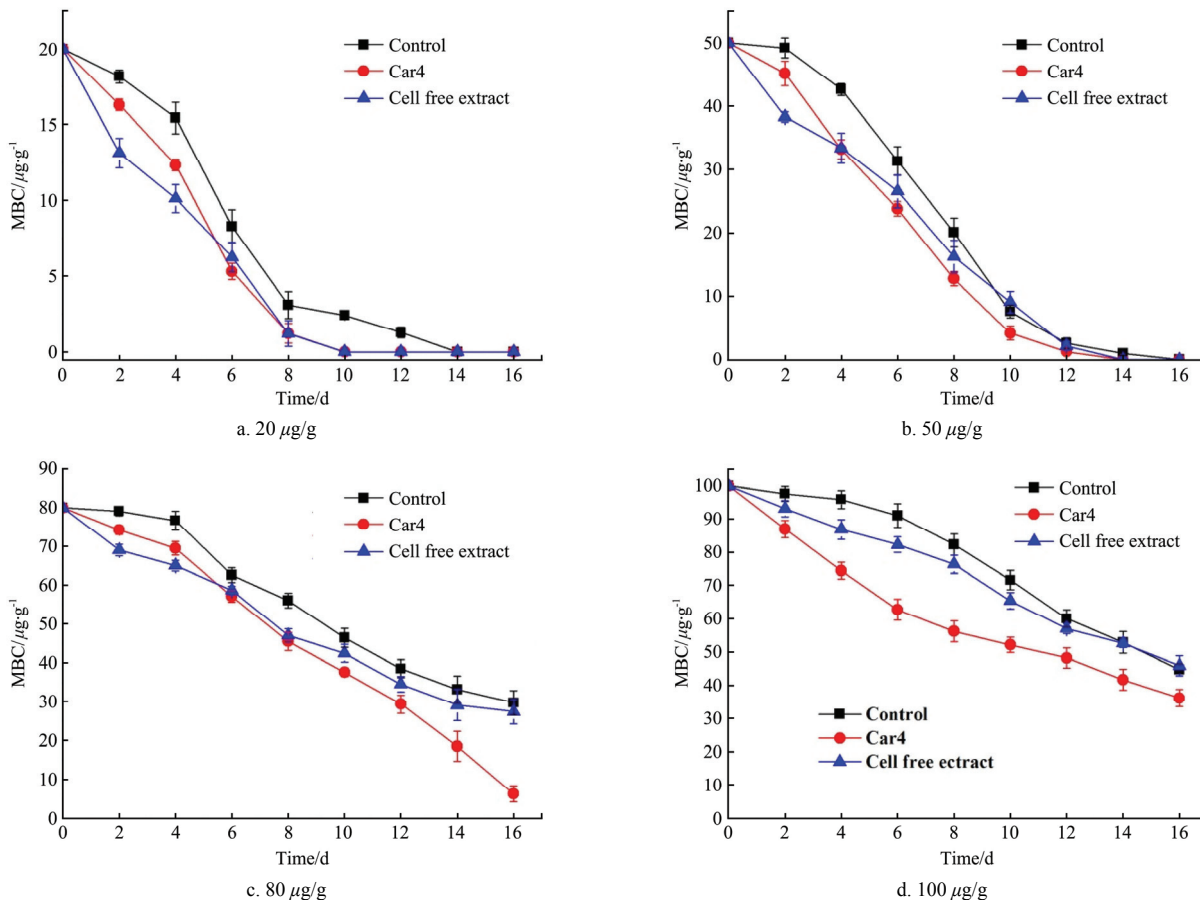 Control
Car4
Cell free extract
MBC/μg·g⁻¹
20
15
10
5
0
0 2 4 6 8 10 12 14 16
Time/d
a. 20 μg/g
Control
Car4
Cell free extract
MBC/μg·g⁻¹
50
40
30
20
10
0
0 2 4 6 8 10 12 14 16
Time/d
b. 50 μg/g
Control
Car4
Cell free extract
MBC/μg·g⁻¹
90
80
70
60
50
40
30
20
10
0
0 2 4 6 8 10 12 14 16
Time/d
c. 80 μg/g
Control
Car4
Cell free extract
MBC/μg·g⁻¹
100
90
80
70
60
50
40
30
20
10
0
Control
Car4
Cell free ectract
0 2 4 6 8 10 12 14 16
Time/d
d. 100 μg/g